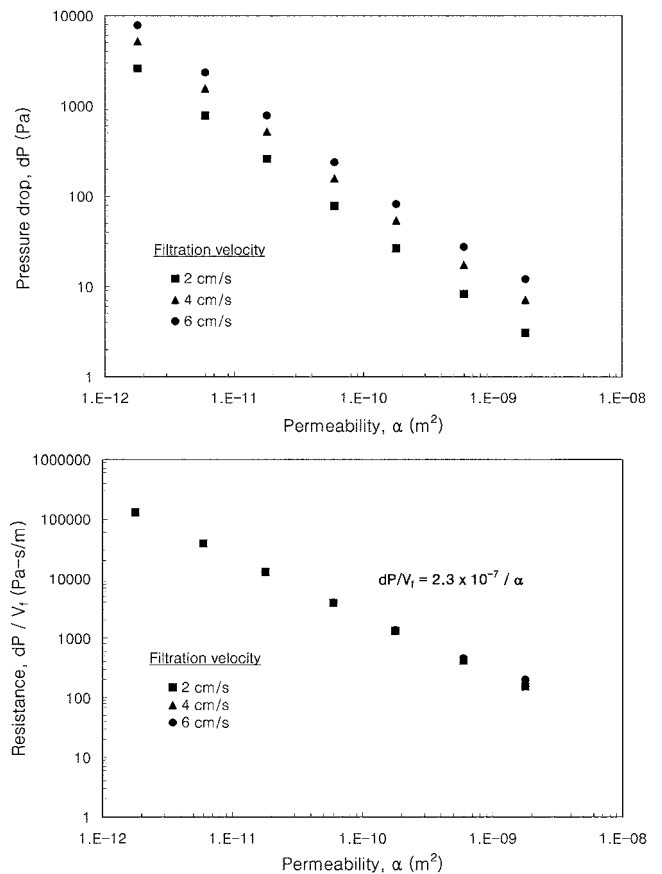 10000
1000
100
10
1
Pressure drop, dP (Pa)
Filtration velocity
■ 2 cm/s
▲ 4 cm/s
● 6 cm/s
1.E-12 1.E-11 1.E-10 1.E-09 1.E-08
Permeability, α (m²)
1000000
100000
10000
1000
100
10
1
Resistance, dP / Vf (Pa-s/m)
dP/Vf = 2.3 x 10⁻⁷ / α
Filtration velocity
■ 2 cm/s
▲ 4 cm/s
● 6 cm/s
1.E-12 1.E-11 1.E-10 1.E-09 1.E-08
Permeability, α (m²)